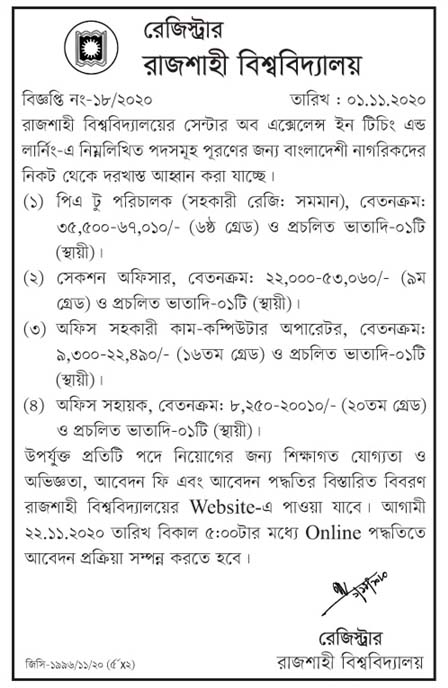 রেজিস্ট্রার
রাজশাহী বিশ্ববিদ্যালয়
বিজ্ঞপ্তি নং-১৮/২০২০ তারিখ : ০১.১১.২০২০
রাজশাহী বিশ্ববিদ্যালয়ের সেন্টার অব এক্সেলেন্স ইন টিচিং এন্ড
লার্নিং-এ নিম্নলিখিত পদসমূহ পূরণের জন্য বাংলাদেশী নাগরিকদের
নিকট থেকে দরখাস্ত আহ্বান করা যাচ্ছে।
(১) পিএ টু পরিচালক (সহকারী রেজি: সমমান), বেতনক্রম:
৩৫,৫০০-৬৭,০১০/- (৬ষ্ঠ গ্রেড) ও প্রচলিত ভাতাদি-০১টি
(স্থায়ী)।
(২) সেকশন অফিসার, বেতনক্রম: ২২,০০০-৫৩,০৬০/- (৯ম
গ্রেড) ও প্রচলিত ভাতাদি-০১টি (স্থায়ী)।
(৩) অফিস সহকারী কাম-কম্পিউটার অপারেটর, বেতনক্রম:
৯,৩০০-২২,৪৯০/- (১৬তম গ্রেড) ও প্রচলিত ভাতাদি-০১টি
(স্থায়ী)।
(৪) অফিস সহায়ক, বেতনক্রম: ৮,২৫০-২০০১০/- (২০তম গ্রেড)
ও প্রচলিত ভাতাদি-০১টি (স্থায়ী)।
উপর্যুক্ত প্রতিটি পদে নিয়োগের জন্য শিক্ষাগত যোগ্যতা ও
অভিজ্ঞতা, আবেদন ফি এবং আবেদন পদ্ধতির বিস্তারিত বিবরণ
রাজশাহী বিশ্ববিদ্যালয়ের Website-এ পাওয়া যাবে। আগামী
২২.১১.২০২০ তারিখ বিকাল ৫:০০টার মধ্যে Online পদ্ধতিতে
আবেদন প্রক্রিয়া সম্পন্ন করতে হবে।
রেজিস্ট্রার
জিসি-১৯৯৬/১১/২০ (৫˝x২) রাজশাহী বিশ্ববিদ্যালয়